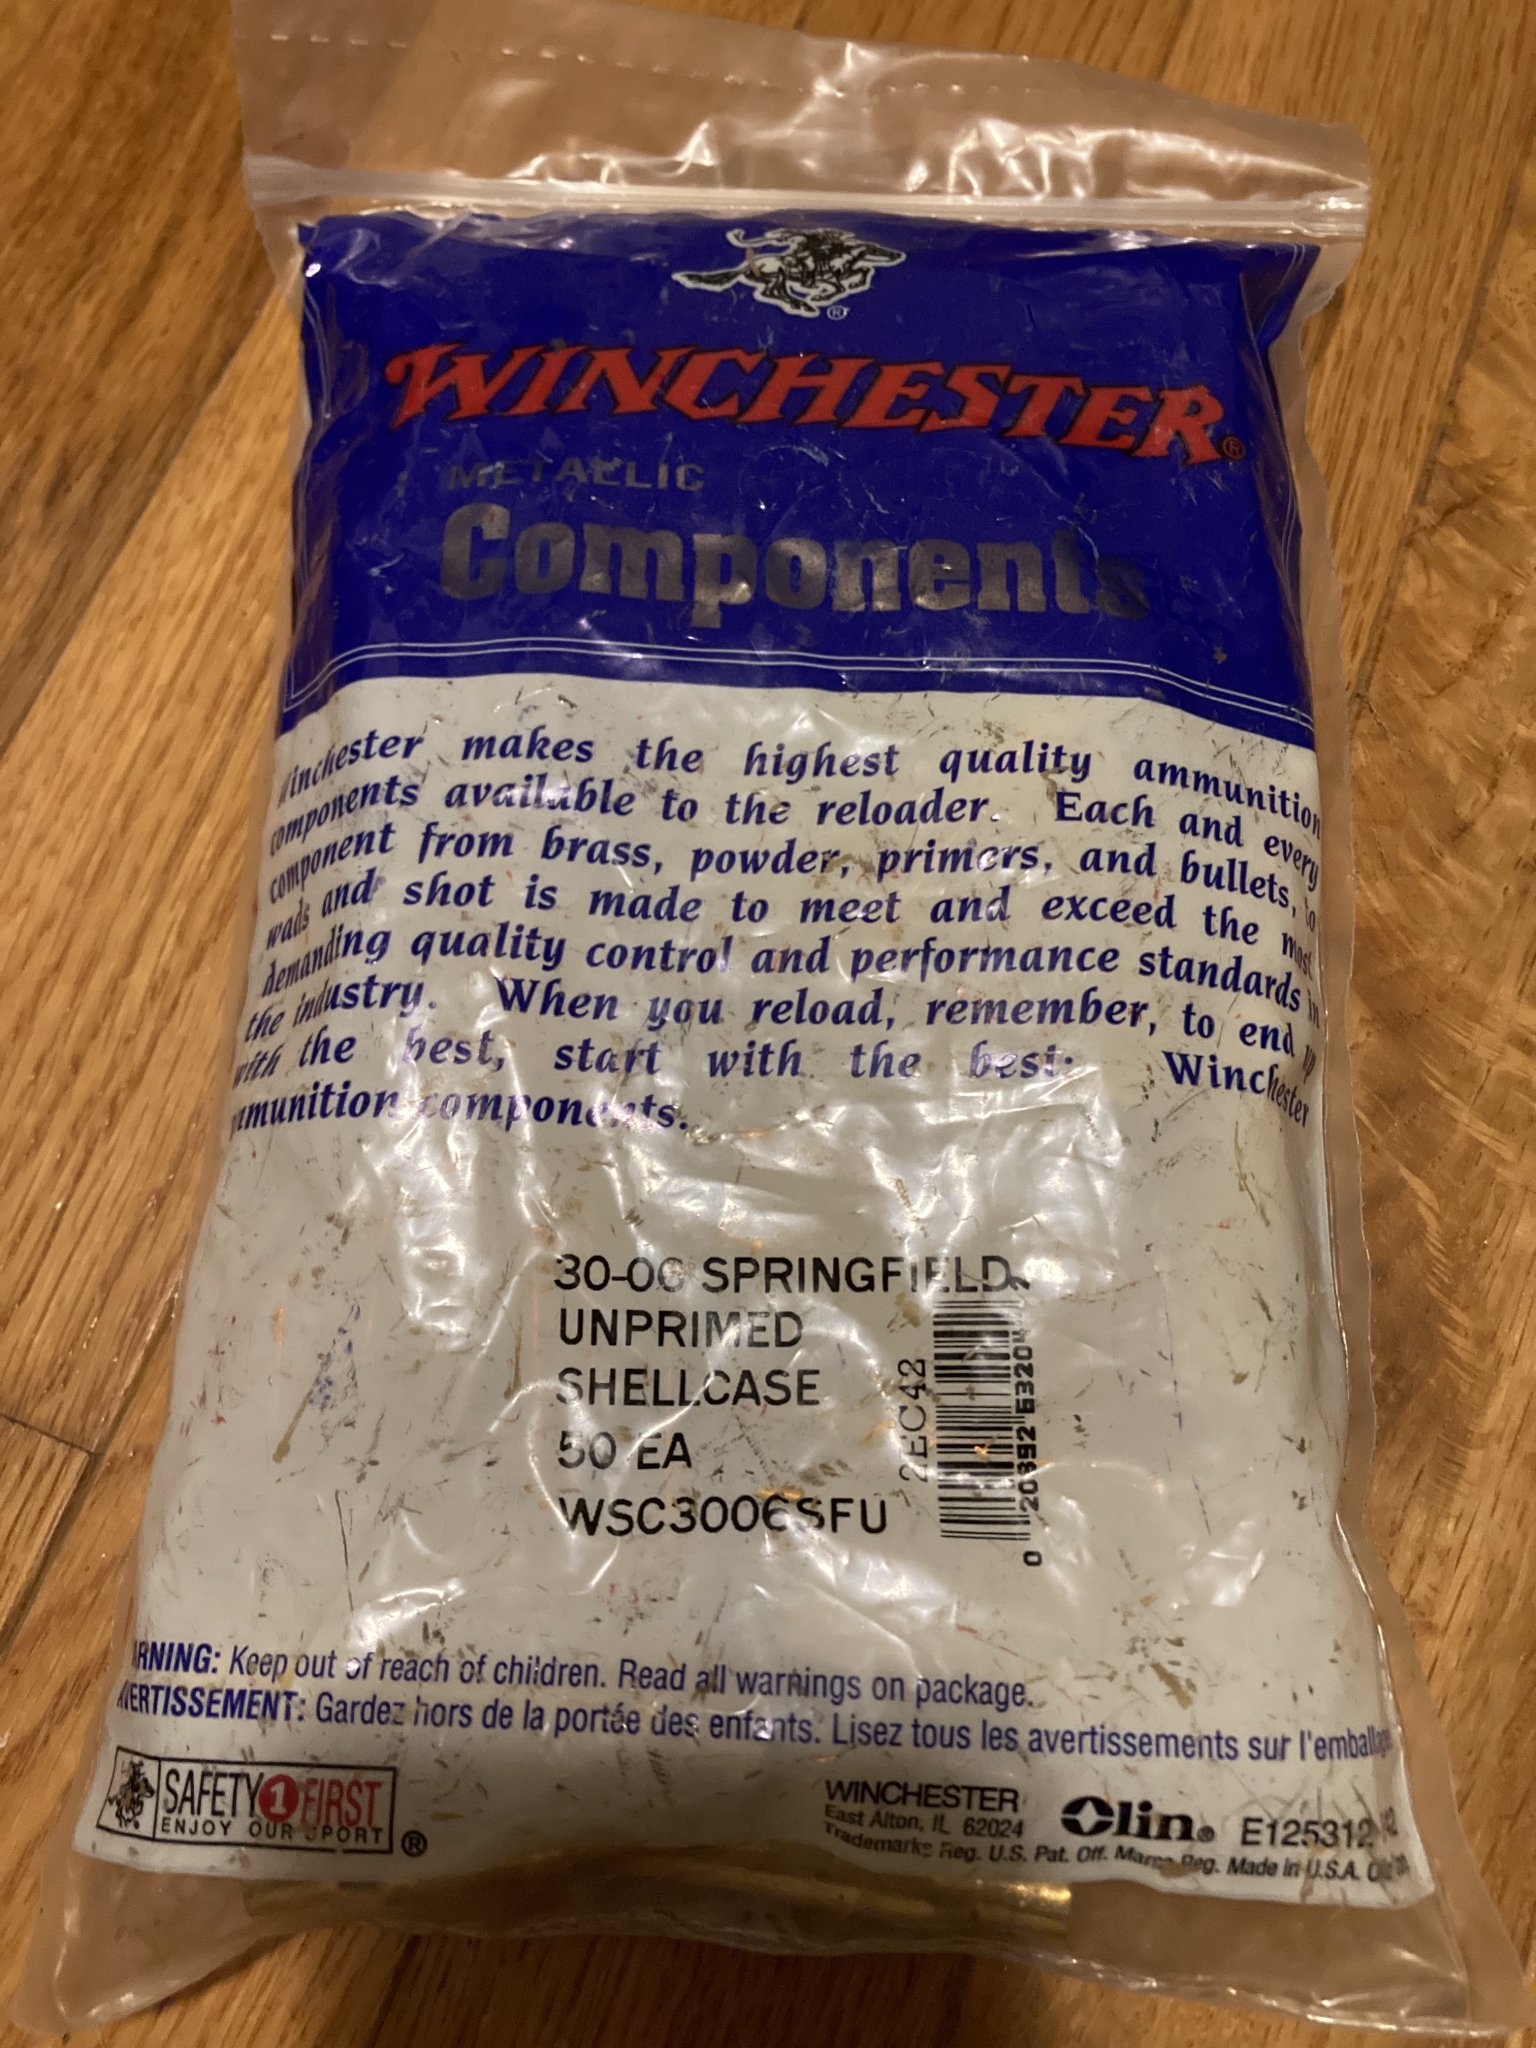 WINCHESTER®
METALLIC
Components
Winchester makes the highest quality ammunition
components available to the reloader. Each and every
component from brass, powder, primers, and bullets, to
wads and shot is made to meet and exceed the most
demanding quality control and performance standards in
the industry. When you reload, remember, to end up
with the best, start with the best: Winchester
ammunition components.
30-06 SPRINGFIELD
UNPRIMED
SHELLCASE
50 EA
WSC3006SFU
2EC42
0 20892 
RNING: Keep out of reach of children. Read all warnings on package.
VERTISSEMENT: Gardez hors de la portée des enfants. Lisez tous les avertissements sur l'emballage
SAFETY 1 FIRST
ENJOY OUR SPORT ®
WINCHESTER
East Alton, IL 62024
Olin® E125312
Trademarks Reg. U.S. Pat. Off. Marca Reg. Made in U.S.A.